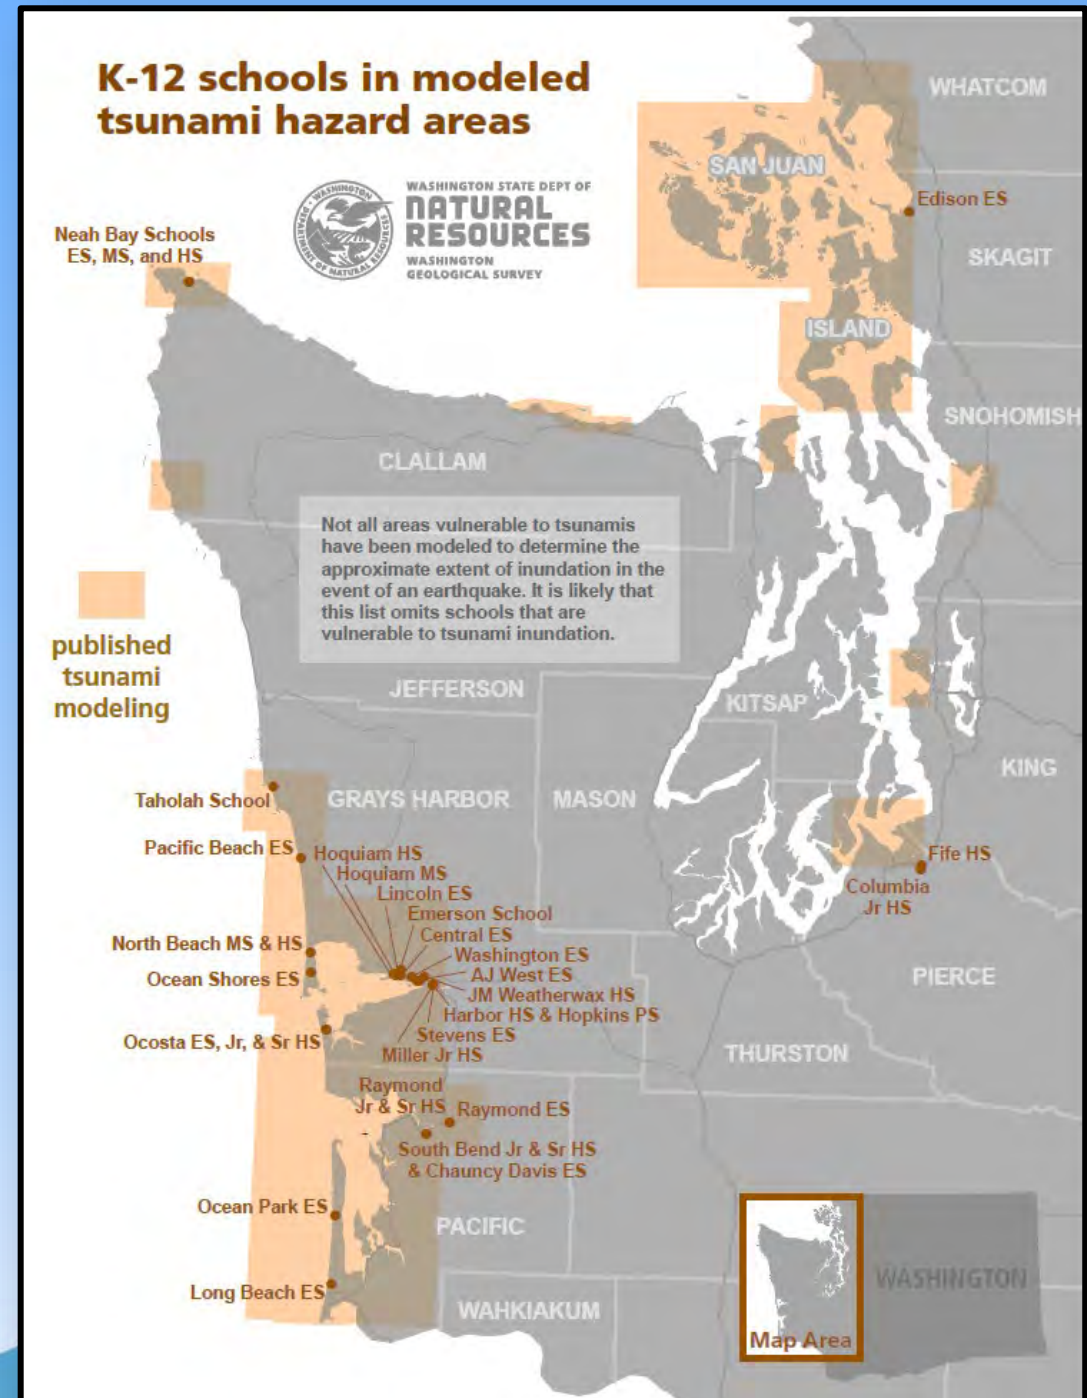 K-12 schools in modeled
tsunami hazard areas
WASHINGTON STATE DEPT OF
NATURAL
RESOURCES
WASHINGTON
GEOLOGICAL SURVEY
WASHINGTON
DEPARTMENT OF NATURAL RESOURCES
WHATCOM
SAN JUAN
Edison ES
Neah Bay Schools
ES, MS, and HS
SKAGIT
ISLAND
SNOHOMISH
CLALLAM
Not all areas vulnerable to tsunamis
have been modeled to determine the
approximate extent of inundation in the
event of an earthquake. It is likely that
this list omits schools that are
vulnerable to tsunami inundation.
published
tsunami
modeling
JEFFERSON
KITSAP
KING
Taholah School
GRAYS HARBOR
MASON
Pacific Beach ES
Hoquiam HS
Hoquiam MS
Lincoln ES
Emerson School
Central ES
Washington ES
AJ West ES
JM Weatherwax HS
Harbor HS & Hopkins PS
Stevens ES
Miller Jr HS
Fife HS
Columbia
Jr HS
North Beach MS & HS
Ocean Shores ES
PIERCE
Ocosta ES, Jr, & Sr HS
THURSTON
Raymond
Jr & Sr HS
Raymond ES
South Bend Jr & Sr HS
& Chauncy Davis ES
Ocean Park ES
PACIFIC
Long Beach ES
WAHKIAKUM
WASHINGTON
Map Area